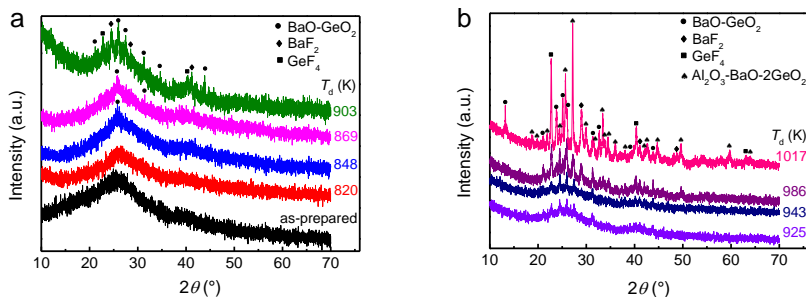 a
BaO-GeO₂
BaF₂
GeF₄
T_d (K)
903
869
848
820
as-prepared
Intensity (a.u.)
10 20 30 40 50 60 70
2θ (°)
b
BaO-GeO₂
BaF₂
GeF₄
Al₂O₃-BaO-2GeO₂
T_d (K)
1017
986
943
925
Intensity (a.u.)
10 20 30 40 50 60 70
2θ (°)